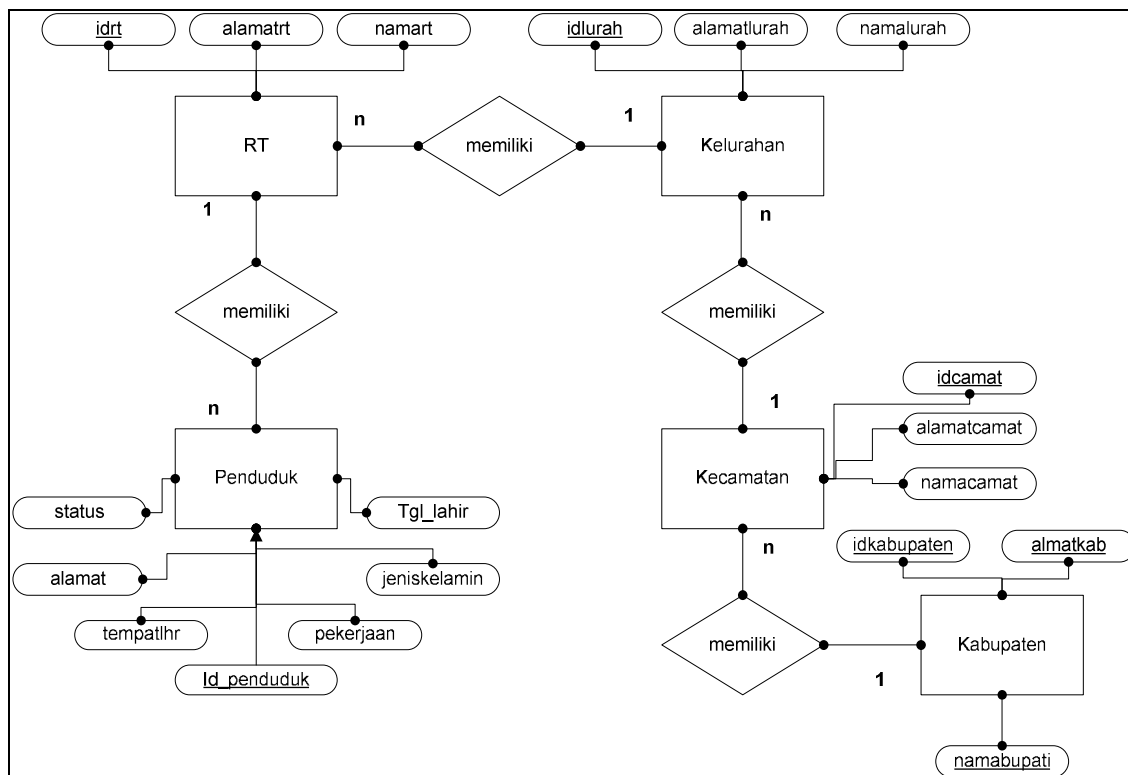 idrt
alamatrt
namart
idlurah
alamatlurah
namalurah
RT
n
memiliki
1
Kelurahan
1
n
memiliki
memiliki
n
1
idcamat
alamatcamat
namacamat
Penduduk
Kecamatan
status
Tgl_lahir
alamat
jeniskelamin
tempatlhr
pekerjaan
Id_penduduk
n
idkabupaten
almatkab
memiliki
1
Kabupaten
namabupati